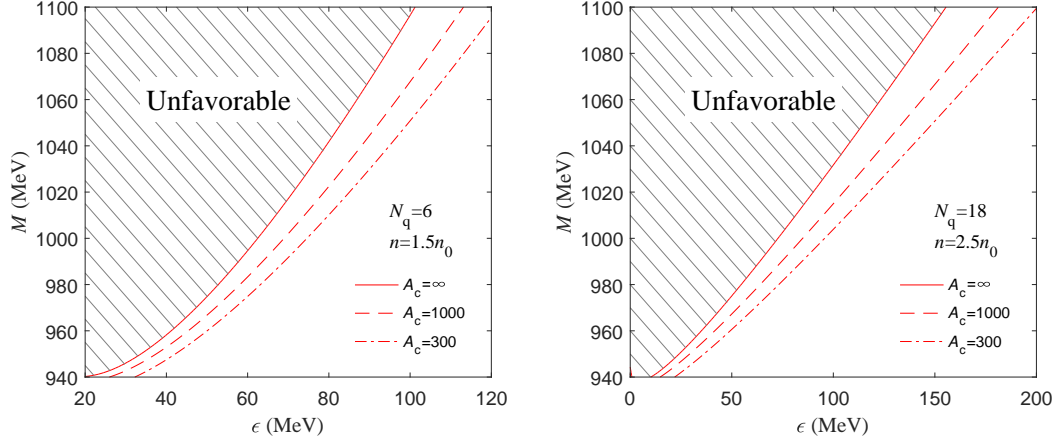 1100
1080
1060
1040
1020
1000
980
960
940
M (MeV)
Unfavorable
N_q=6
n=1.5n_0
A_c=∞
A_c=1000
A_c=300
20
40
60
80
100
120
ϵ (MeV)
1100
1080
1060
1040
1020
1000
980
960
940
M (MeV)
Unfavorable
N_q=18
n=2.5n_0
A_c=∞
A_c=1000
A_c=300
0
50
100
150
200
ϵ (MeV)